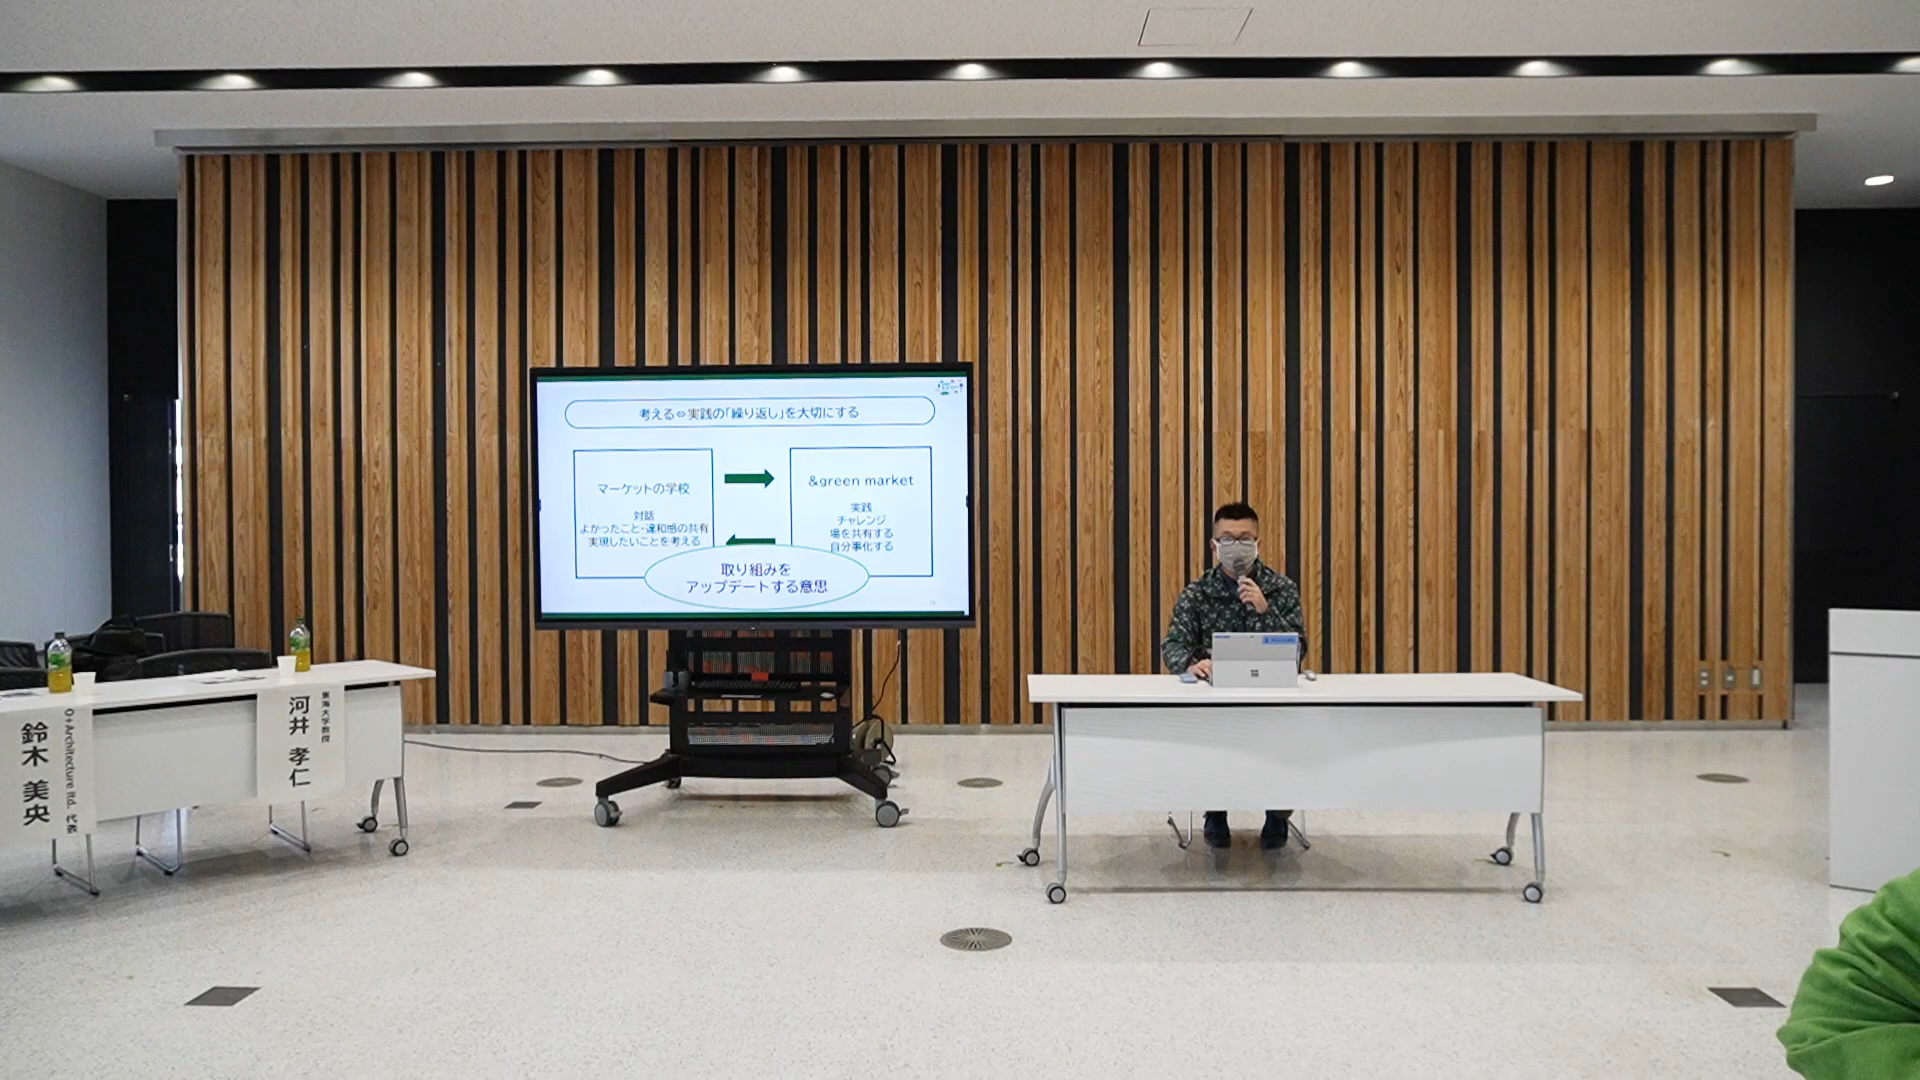 考える⇔実践の「繰り返し」を大切にする
マーケットの学校
対話
よかったこと・違和感の共有
実現したいことを考える
&green market
実践
チャレンジ
場を共有する
自分事化する
取り組みを
アップデートする意思
O+Architecture ltd. 代表
鈴木 美央
東海大学教授
河井 孝仁